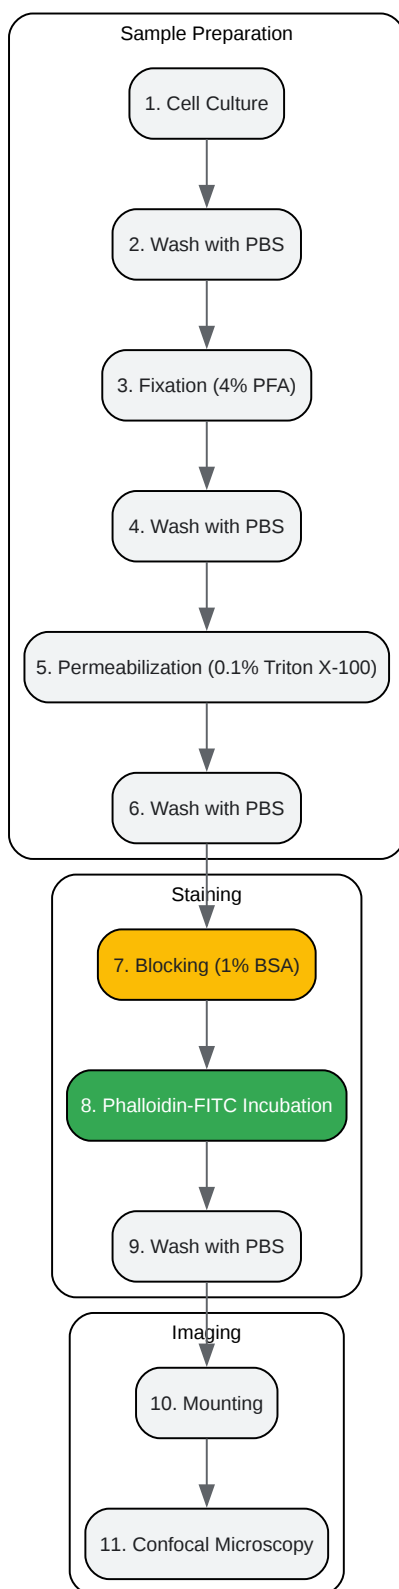 Sample Preparation
1. Cell Culture
2. Wash with PBS
3. Fixation (4% PFA)
4. Wash with PBS
5. Permeabilization (0.1% Triton X-100)
6. Wash with PBS
Staining
7. Blocking (1% BSA)
8. Phalloidin-FITC Incubation
9. Wash with PBS
Imaging
10. Mounting
11. Confocal Microscopy